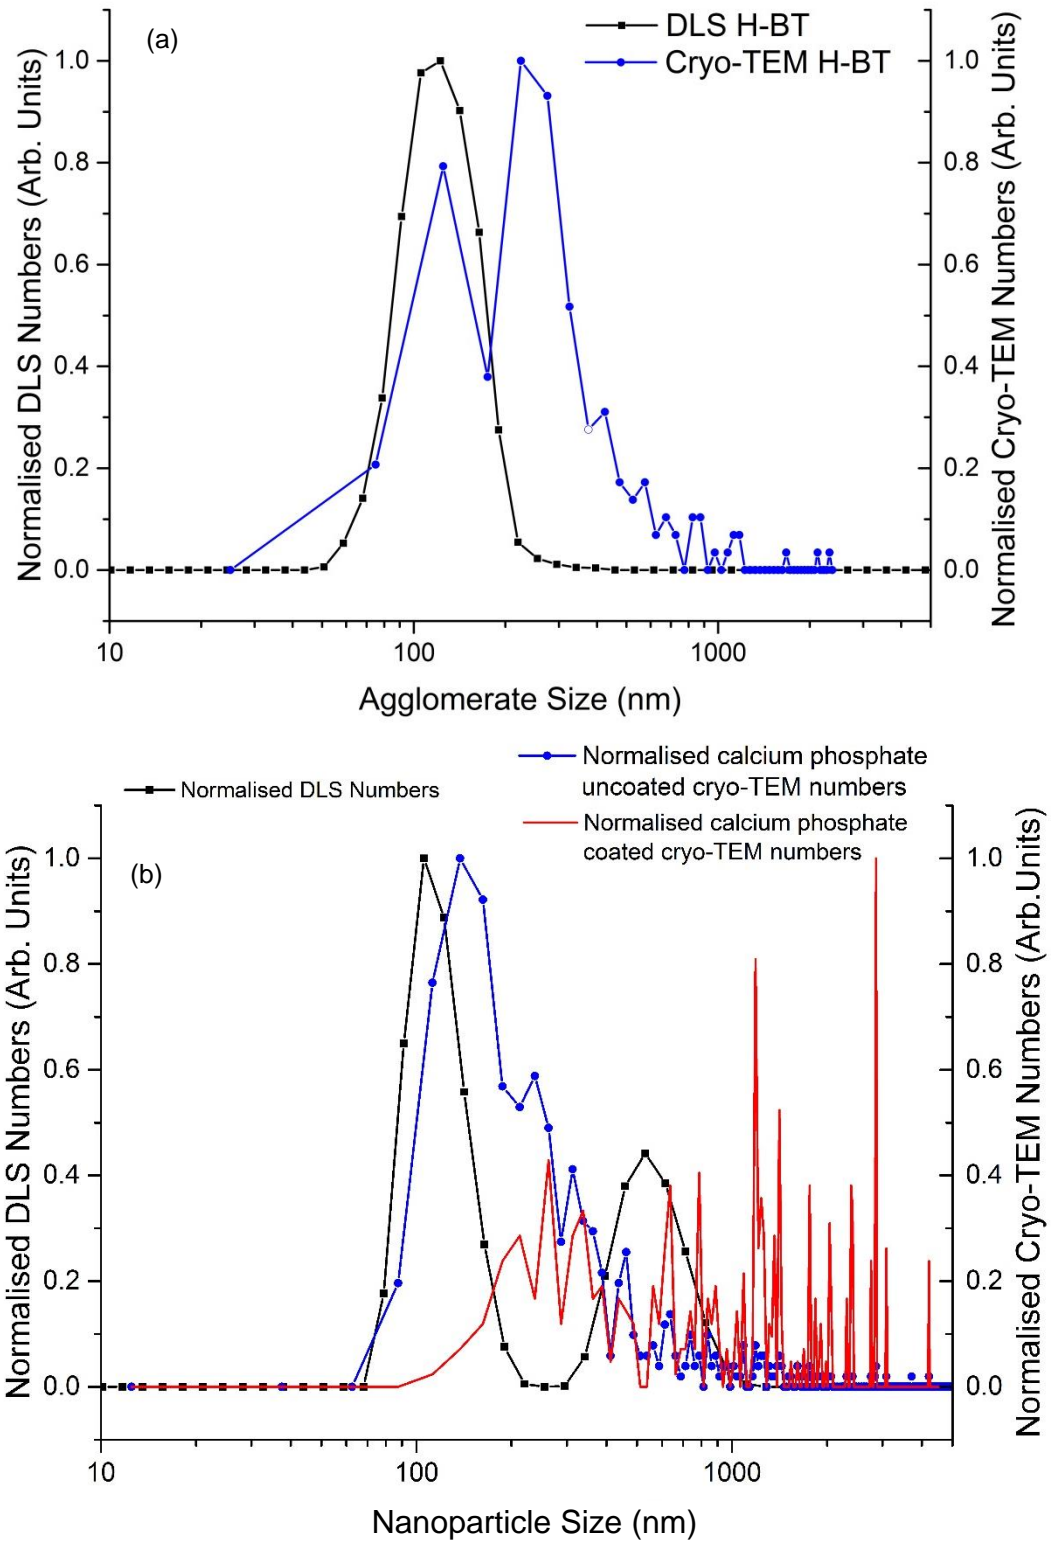 (a)
DLS H-BT
Cryo-TEM H-BT
Normalised DLS Numbers (Arb. Units)
1.0
0.8
0.6
0.4
0.2
0.0
1.0
0.8
0.6
0.4
0.2
0.0
Normalised Cryo-TEM Numbers (Arb. Units)
10
100
1000
Agglomerate Size (nm)
Normalised DLS Numbers
Normalised calcium phosphate
uncoated cryo-TEM numbers
Normalised calcium phosphate
coated cryo-TEM numbers
(b)
Normalised DLS Numbers (Arb. Units)
1.0
0.8
0.6
0.4
0.2
0.0
1.0
0.8
0.6
0.4
0.2
0.0
Normalised Cryo-TEM Numbers (Arb.Units)
10
100
1000
Nanoparticle Size (nm)